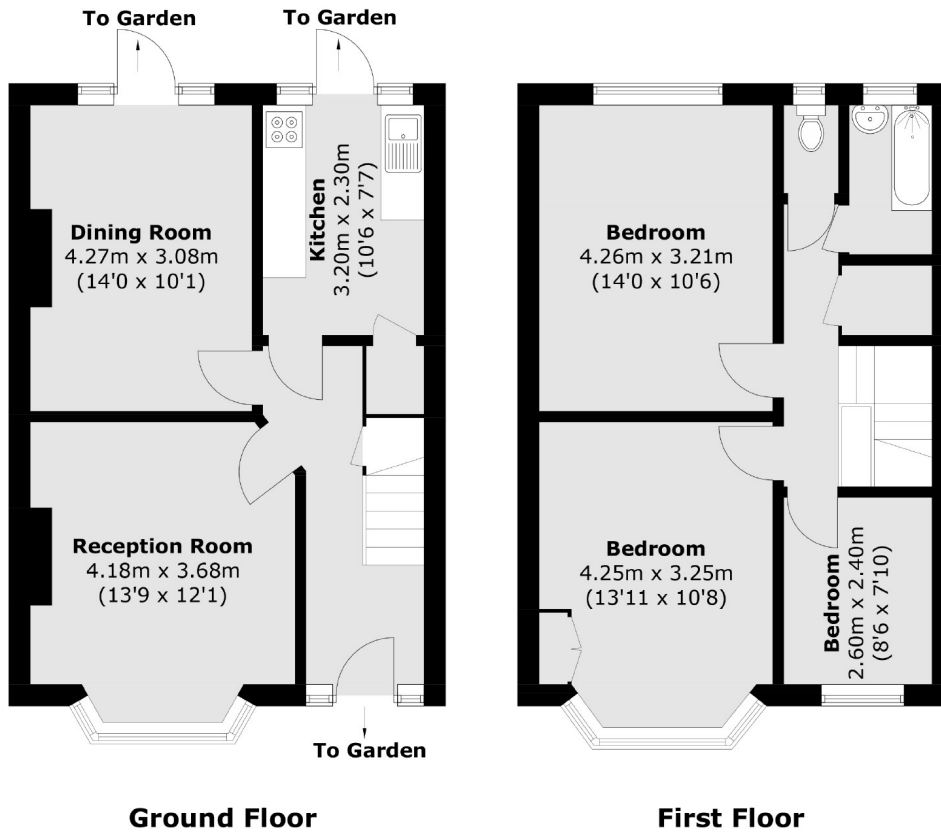 To Garden
To Garden
Dining Room
4.27m x 3.08m
(14'0 x 10'1)
Kitchen
3.20m x 2.30m
(10'6 x 7'7)
Reception Room
4.18m x 3.68m
(13'9 x 12'1)
To Garden
Ground Floor
Bedroom
4.26m x 3.21m
(14'0 x 10'6)
Bedroom
4.25m x 3.25m
(13'11 x 10'8)
Bedroom
2.60m x 2.40m
(8'6 x 7'10)
First Floor